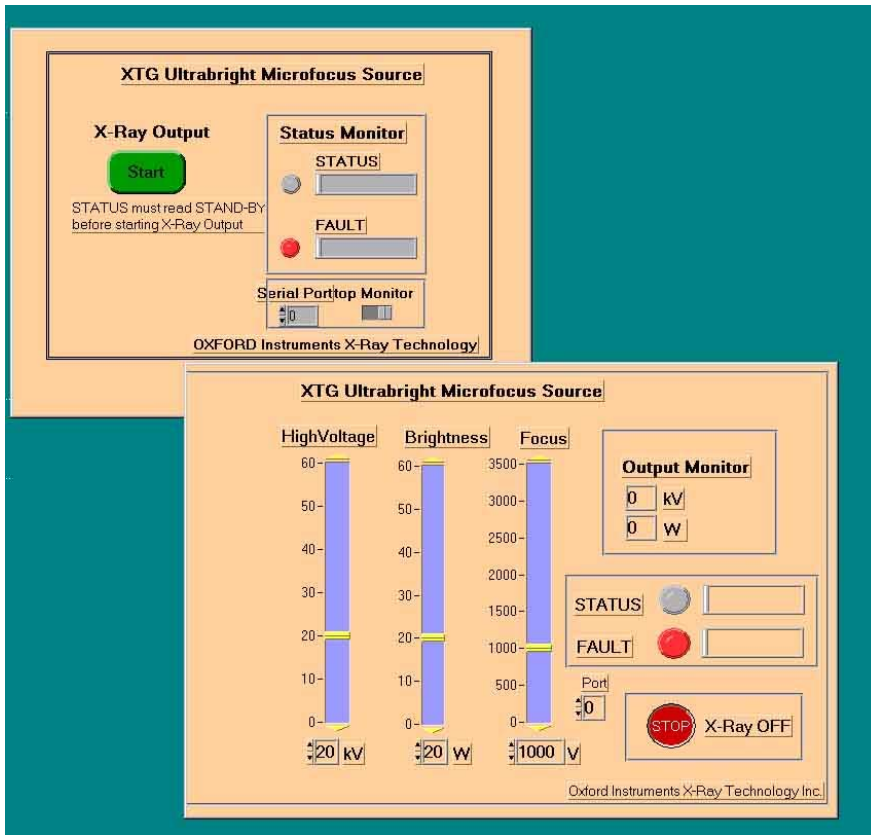 XTG Ultrabright Microfocus Source
X-Ray Output
Start
STATUS must read STAND-BY
before starting X-Ray Output
Status Monitor
STATUS
FAULT
Serial Port top Monitor
0
OXFORD Instruments X-Ray Technology
XTG Ultrabright Microfocus Source
HighVoltage Brightness Focus
60 60 3500
50 50 3000
40 40 2500
30 30 2000
20 20 1500
10 10 1000
0 0 500
0
20 kV 20 W 1000 V
Output Monitor
0 kV
0 W
STATUS
FAULT
Port
0
STOP X-Ray OFF
Oxford Instruments X-Ray Technology Inc.